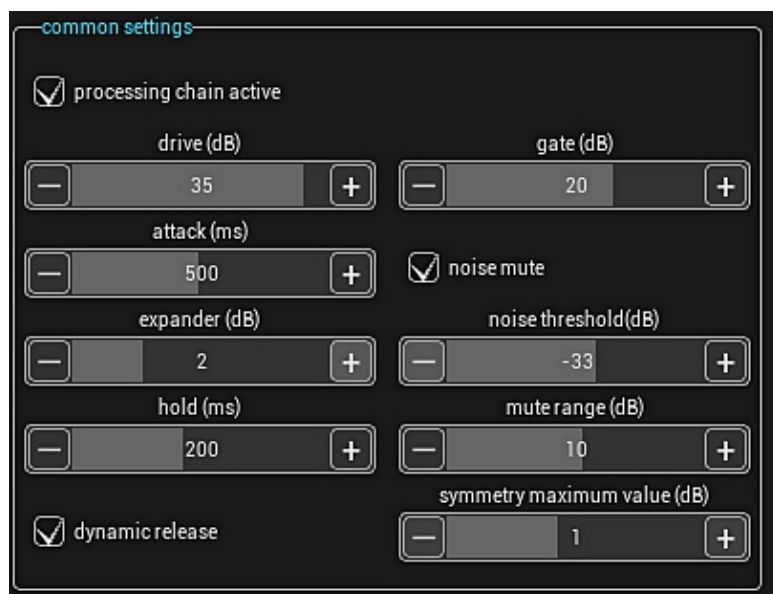 common settings
processing chain active
drive (dB)
gate (dB)
35
20
attack (ms)
500
noise mute
expander (dB)
noise threshold(dB)
2
-33
hold (ms)
mute range (dB)
200
10
symmetry maximum value (dB)
dynamic release
1